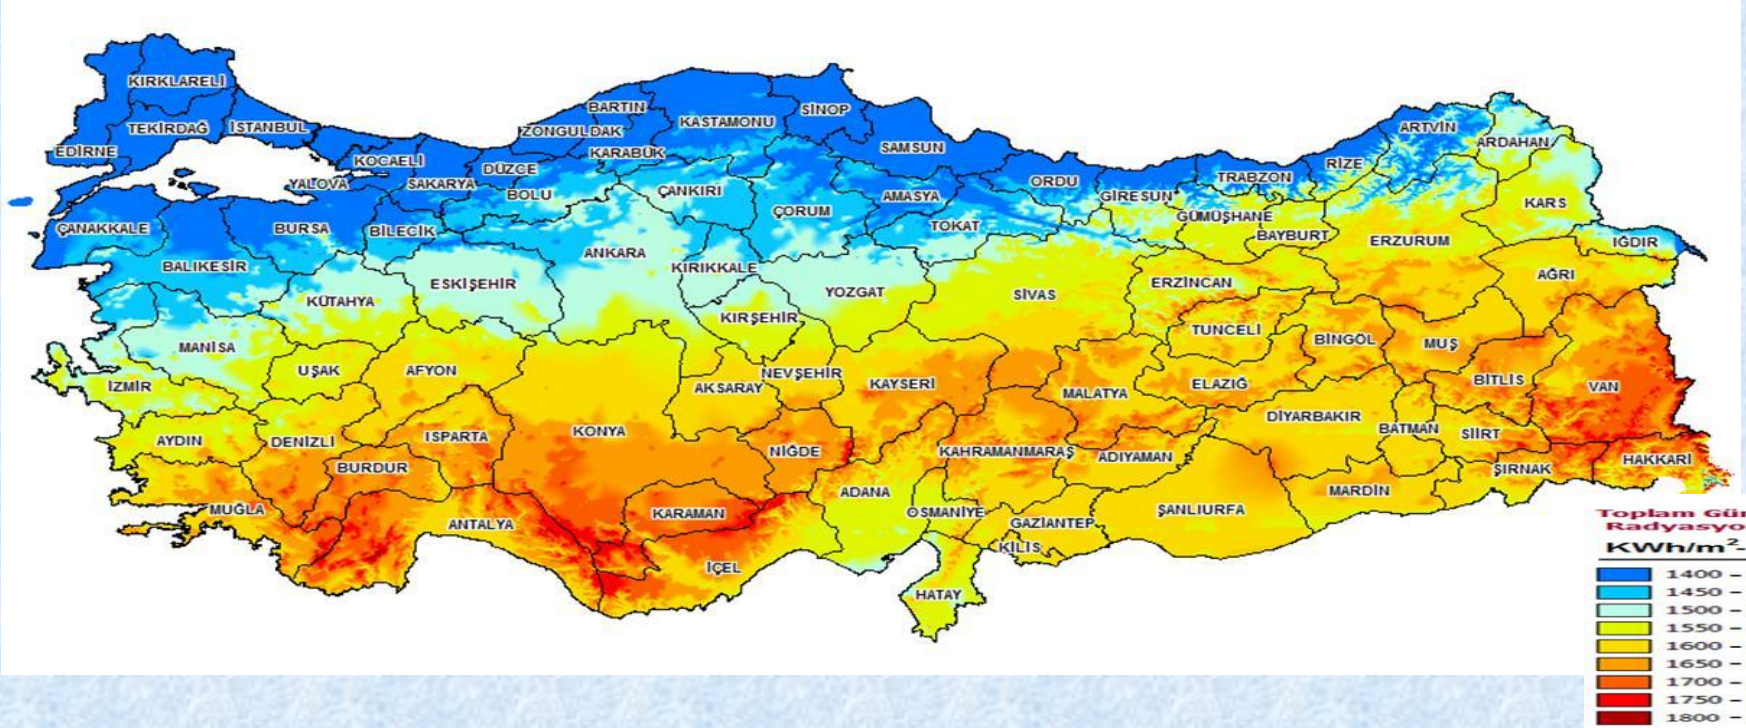 KIRKLARELİ
TEKİRDAĞ
İSTANBUL
EDİRNE
KOCAELİ
YALOVA
SAKARYA
DÜZCE
BOLU
ZONGULDAK
BARTIN
KARABÜK
KASTAMONU
SİNOP
ÇANKIRI
SAMSUN
ÇORUM
AMASYA
TOKAT
ORDU
GİRESUN
TRABZON
RİZE
ARTVİN
ARDAHAN
KARS
GÜMÜŞHANE
BAYBURT
ERZURUM
IĞDIR
AĞRI
ÇANAKKALE
BURSA
BİLECİK
BALIKESİR
KÜTAHYA
ESKİŞEHİR
ANKARA
KIRIKKALE
KIRŞEHİR
YOZGAT
SİVAS
ERZİNCAN
TUNCELİ
BİNGÖL
MUŞ
BİTLİS
VAN
MANİSA
İZMİR
UŞAK
AFYON
AKSARAY
NEVŞEHİR
KAYSERİ
MALATYA
ELAZIĞ
DİYARBAKIR
BATMAN
SİİRT
AYDIN
DENİZLİ
ISPARTA
BURDUR
KONYA
NİĞDE
KAHRAMANMARAŞ
ADIYAMAN
ŞIRNAK
HAKKARİ
MARDİN
MUĞLA
ANTALYA
KARAMAN
ADANA
OSMANİYE
GAZİANTEP
ŞANLIURFA
KİLİS
İÇEL
HATAY
Toplam Gün
Radyasyo
KWh/m²-
1400 -
1450 -
1500 -
1550 -
1600 -
1650 -
1700 -
1750 -
1800 -